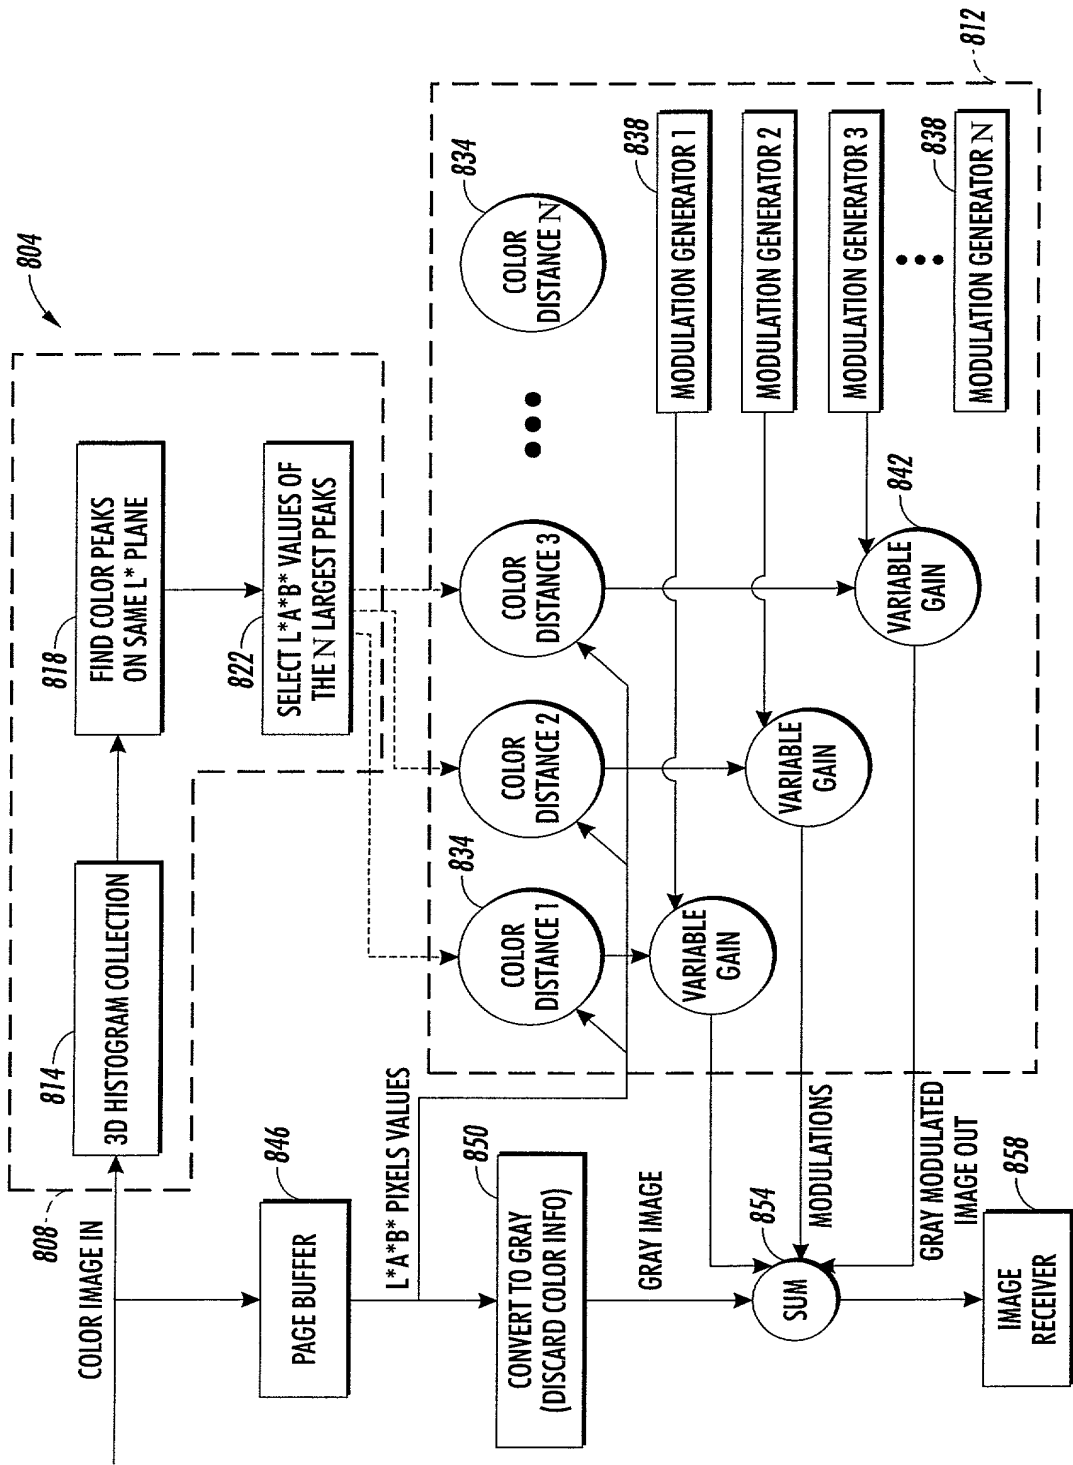 804
COLOR IMAGE IN
808
814
3D HISTOGRAM COLLECTION
818
FIND COLOR PEAKS
ON SAME L* PLANE
822
SELECT L*A*B* VALUES OF
THE N LARGEST PEAKS
846
PAGE BUFFER
L*A*B* PIXELS VALUES
850
CONVERT TO GRAY
(DISCARD COLOR INFO)
GRAY IMAGE
812
834
COLOR
DISTANCE 1
COLOR
DISTANCE 2
COLOR
DISTANCE 3
834
COLOR
DISTANCE N
838
MODULATION GENERATOR 1
MODULATION GENERATOR 2
MODULATION GENERATOR 3
838
MODULATION GENERATOR N
VARIABLE
GAIN
VARIABLE
GAIN
842
VARIABLE
GAIN
854
SUM
MODULATIONS
GRAY MODULATED
IMAGE OUT
858
IMAGE
RECEIVER